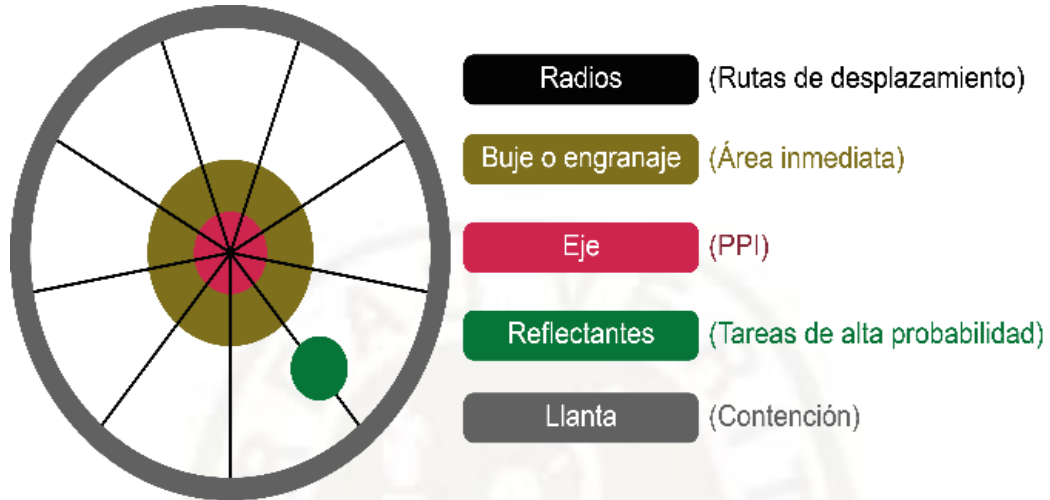 Radios (Rutas de desplazamiento)
Buje o engranaje (Área inmediata)
Eje (PPI)
Reflectantes (Tareas de alta probabilidad)
Llanta (Contención)